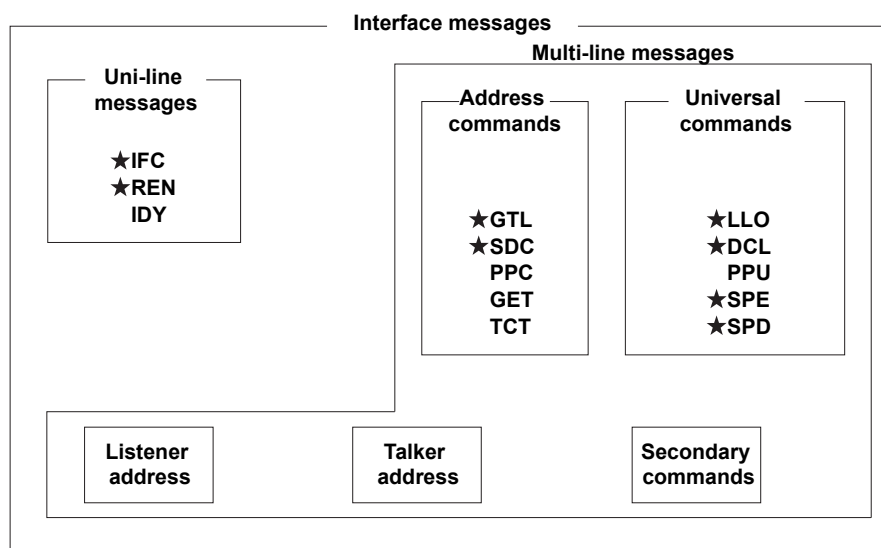 Interface messages
Multi-line messages
Uni-line
messages
★IFC
★REN
IDY
Address
commands
★GTL
★SDC
PPC
GET
TCT
Universal
commands
★LLO
★DCL
PPU
★SPE
★SPD
Listener
address
Talker
address
Secondary
commands